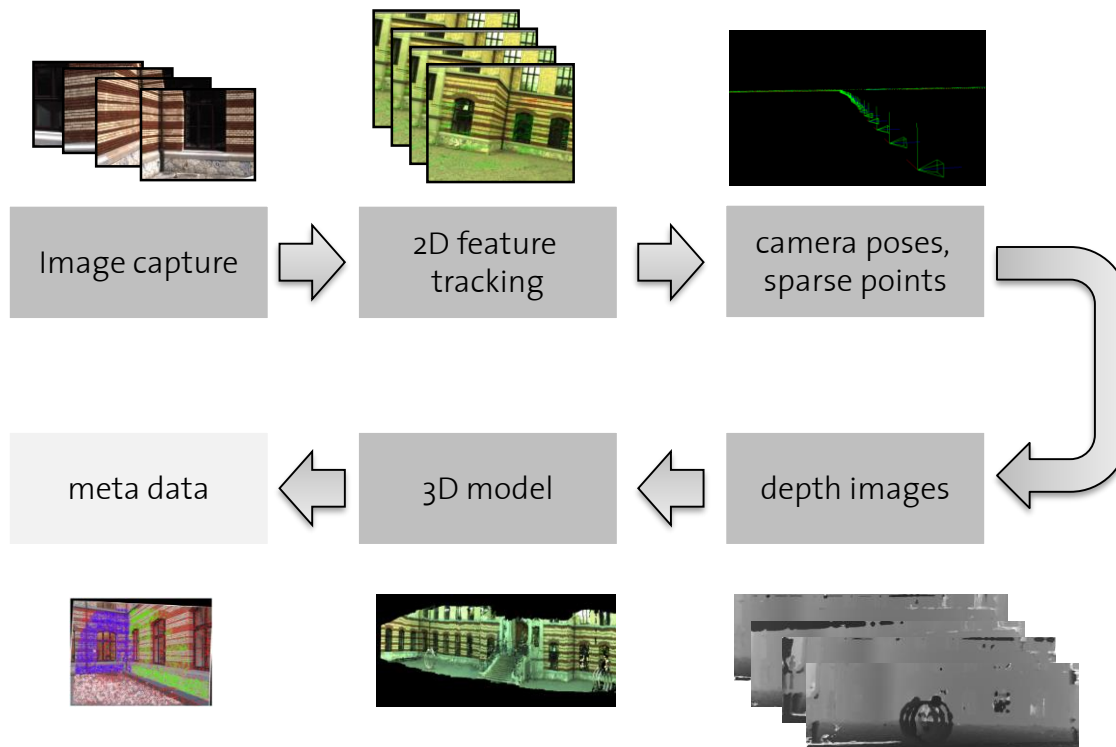 Image capture
2D feature
tracking
camera poses,
sparse points
meta data
3D model
depth images